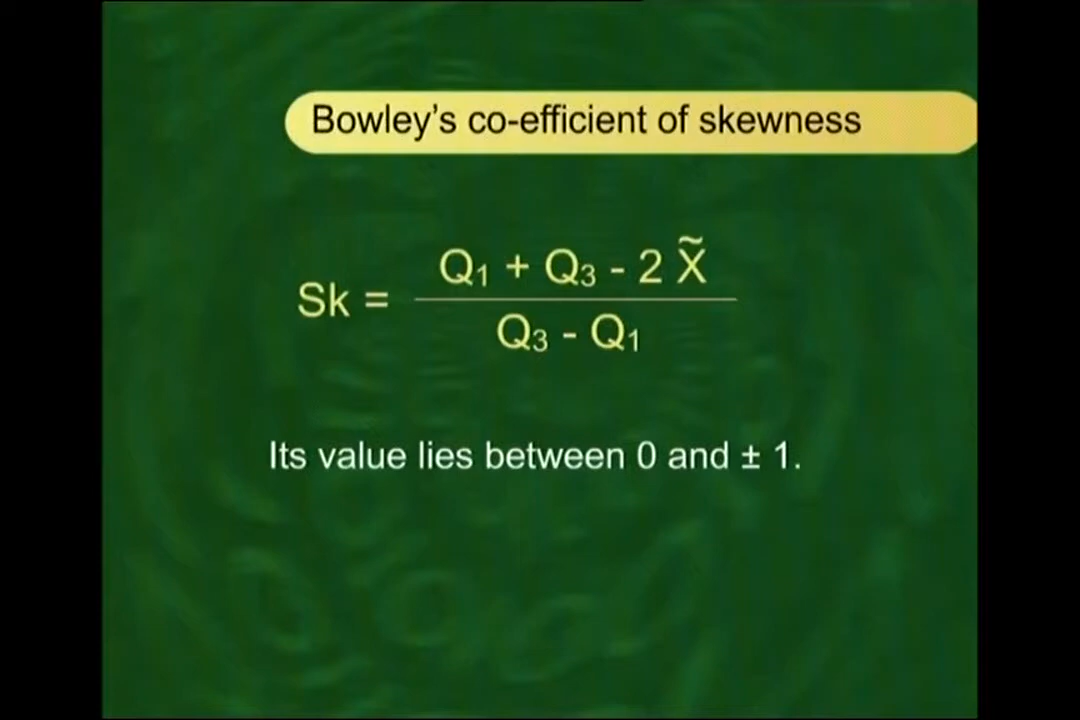 Bowley's co-efficient of skewness
Sk = Q₁ + Q₃ - 2 X̃
Q₃ - Q₁
Its value lies between 0 and ± 1.